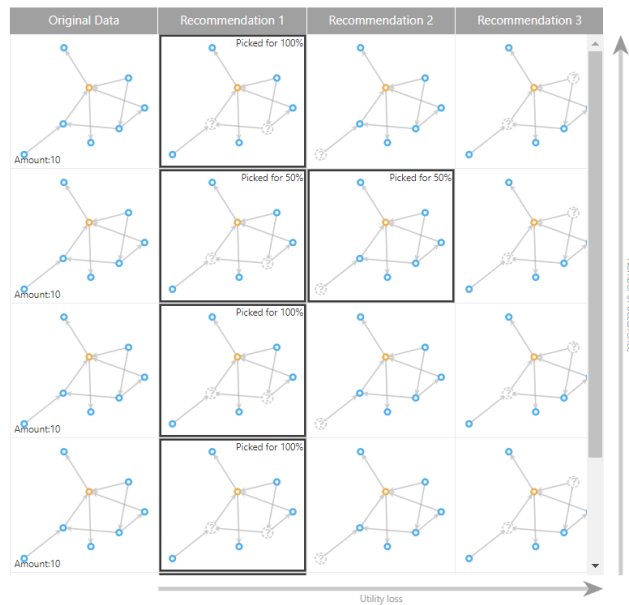 Original Data
Recommendation 1
Recommendation 2
Recommendation 3
Picked for 100%
?
?
?
?
?
Amount:10
Picked for 50%
Picked for 50%
?
?
?
?
?
Amount:10
Picked for 100%
?
?
?
?
?
Amount:10
Picked for 100%
?
?
?
?
?
Amount:10
Utility loss